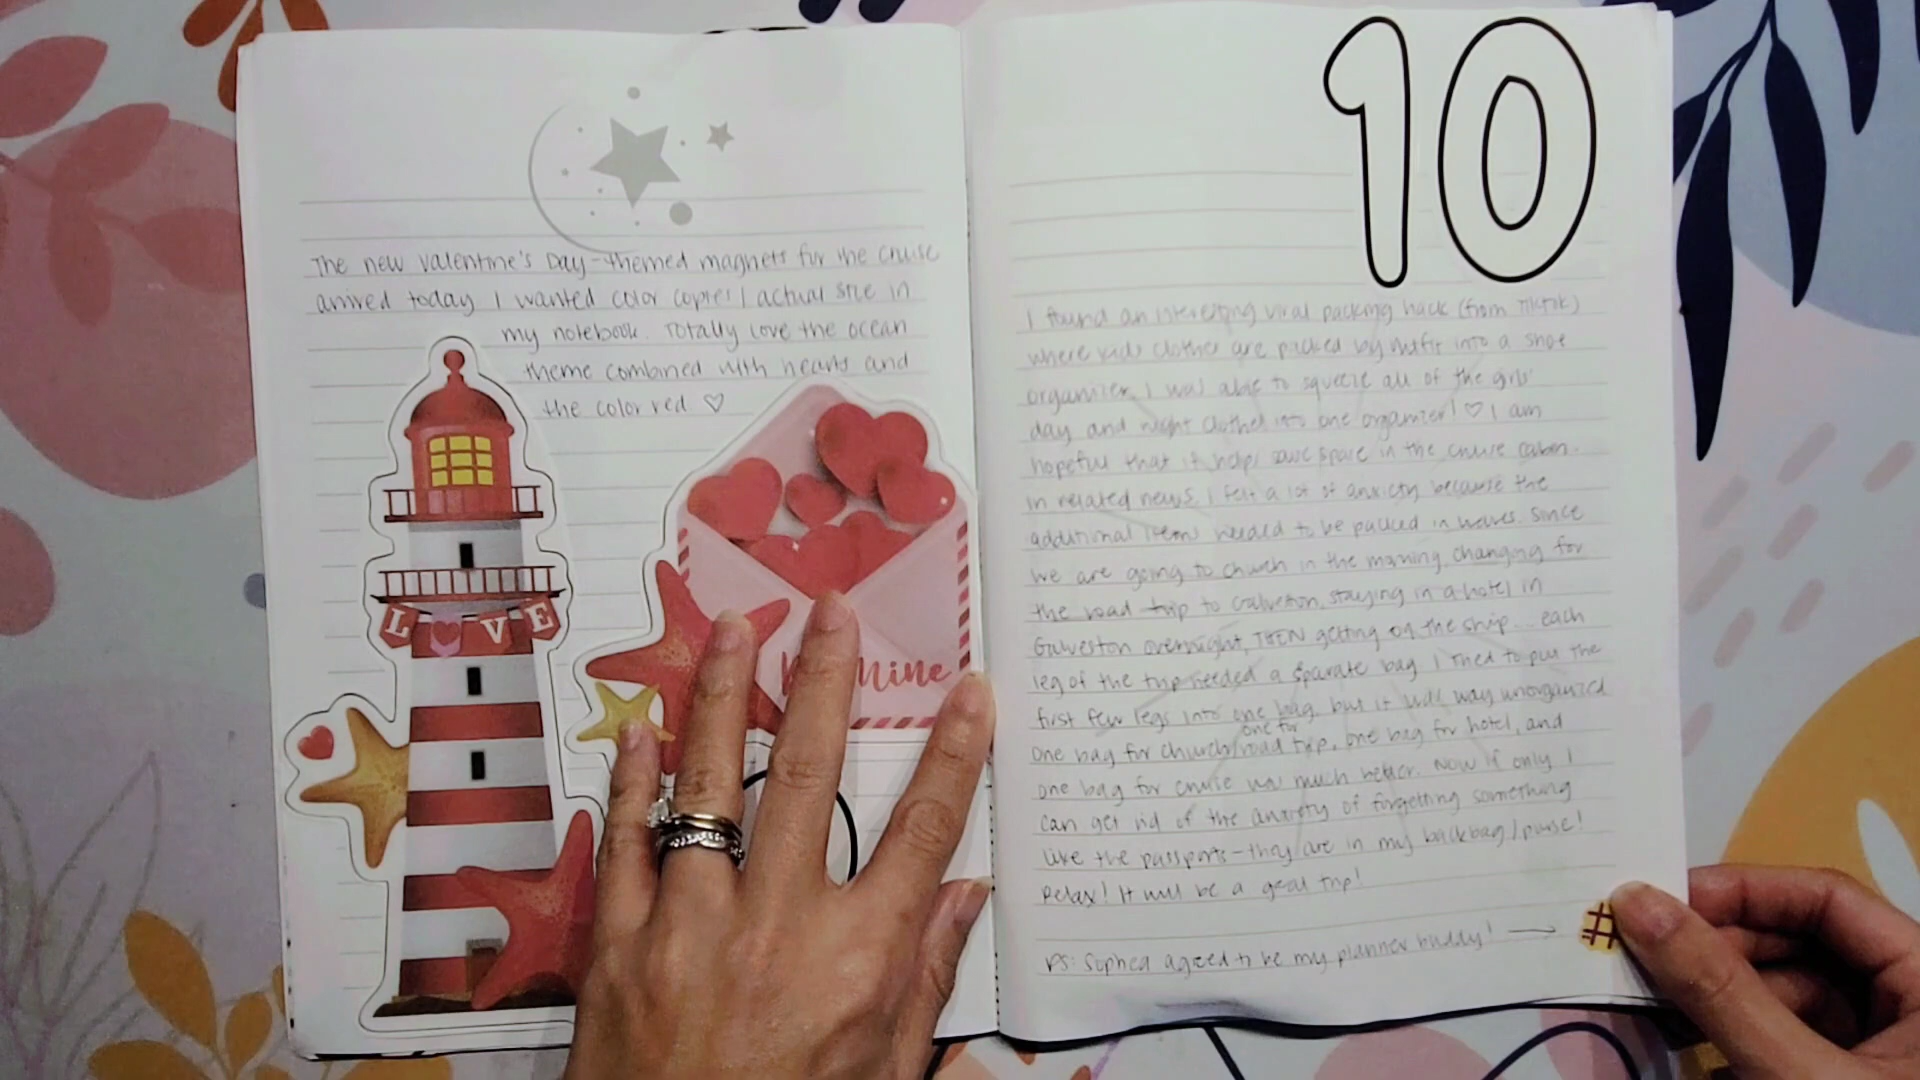 The new Valentine's Day-themed magnets for the cruise
arrived today. I wanted color copies / actual size in
my notebook. Totally love the ocean
theme combined with hearts and
the color red ♡
LOVE
Mine
10
I found an interesting viral packing hack (from TikTok)
where kids clothes are packed by outfit into a shoe
organizer. I was able to squeeze all of the girls'
day and night clothes into one organizer! ♡ I am
hopeful that it helps save space in the cruise cabin.
In related news, I felt a lot of anxiety because the
additional items needed to be packed in waves. Since
we are going to church in the morning, changing for
the road trip to Galveston, staying in a hotel in
Galveston overnight, THEN getting on the ship... each
leg of the trip needed a separate bag. I tried to put the
first few legs into one bag, but it was way unorganized
one for
One bag for church/road trip, one bag for hotel, and
one bag for cruise was much better. Now if only I
can get rid of the anxiety of forgetting something
like the passports - they are in my backbag/purse!
Relax! It will be a great trip!
PS: Sophea agreed to be my planner buddy! →